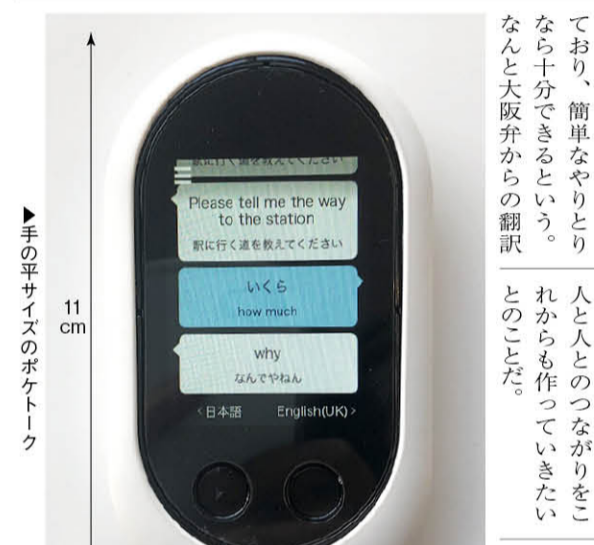 ており、簡単なやりとり
なら十分できるという。
なんと大阪弁からの翻訳
人と人とのつながりをこ
れからも作っていきたい
とのことだ。
Please tell me the way
to the station
訳に行く道を教えてください
いくら
how much
why
なんでやねん
<日本語 English(UK)>
11
cm
▶手の平サイズのポケトーク